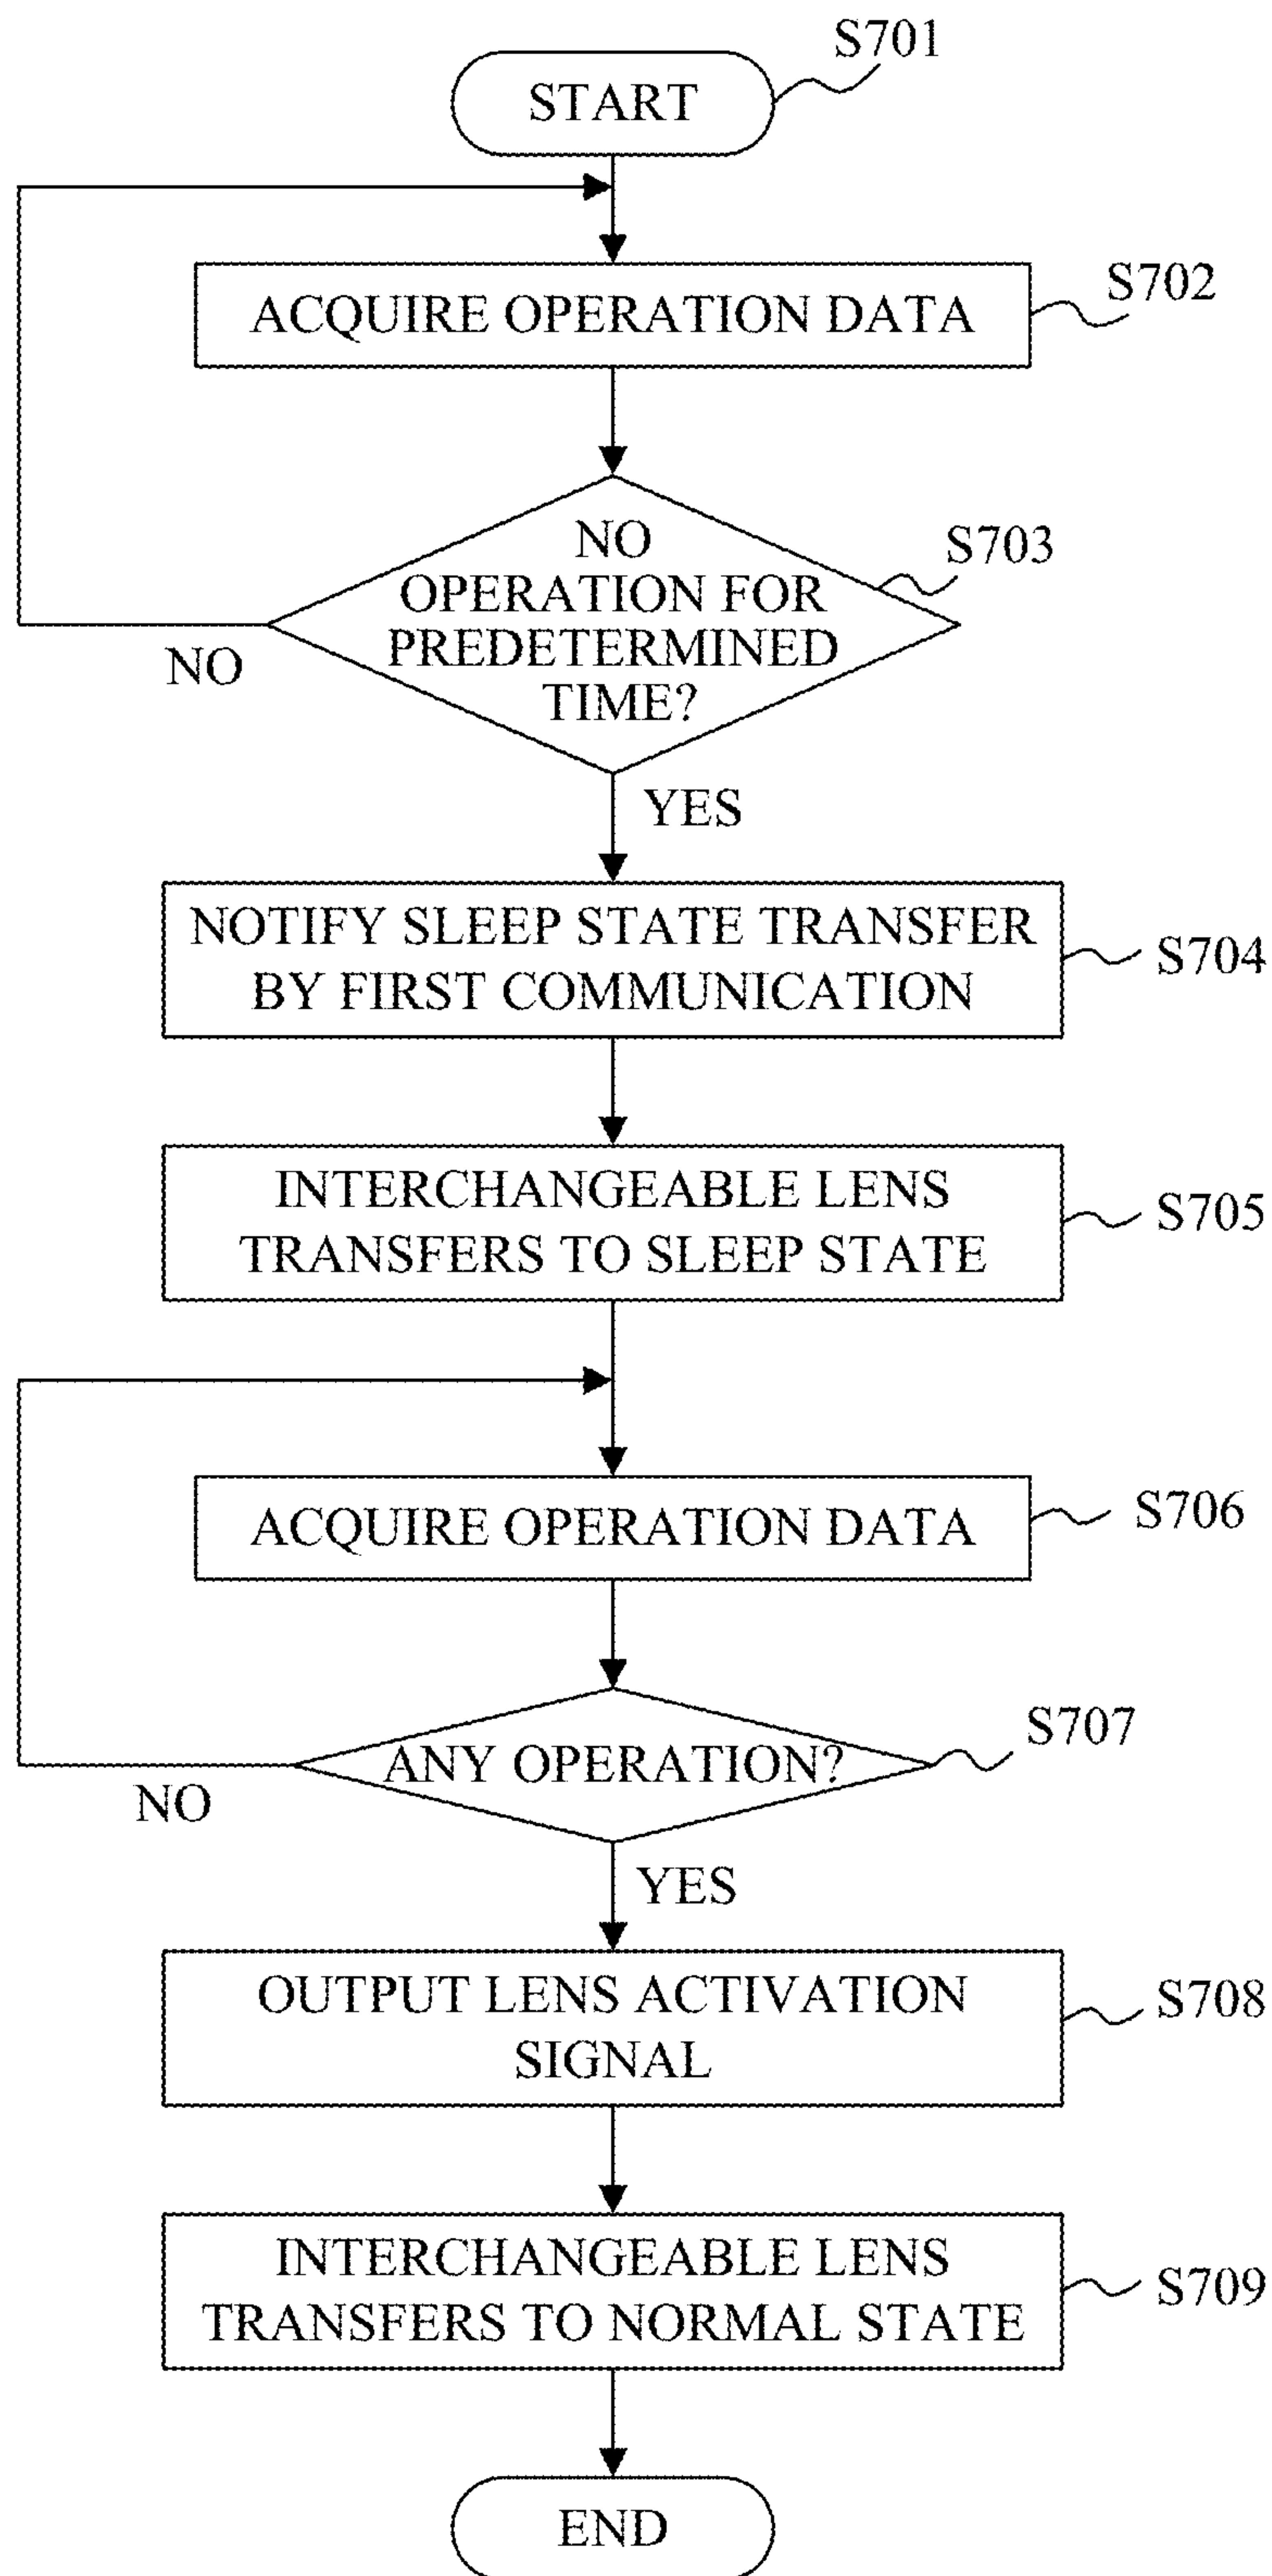 S701
START
ACQUIRE OPERATION DATA
S702
NO
OPERATION FOR
PREDETERMINED
TIME?
S703
NO
YES
NOTIFY SLEEP STATE TRANSFER
BY FIRST COMMUNICATION
S704
INTERCHANGEABLE LENS
TRANSFERS TO SLEEP STATE
S705
ACQUIRE OPERATION DATA
S706
ANY OPERATION?
S707
NO
YES
OUTPUT LENS ACTIVATION
SIGNAL
S708
INTERCHANGEABLE LENS
TRANSFERS TO NORMAL STATE
S709
END